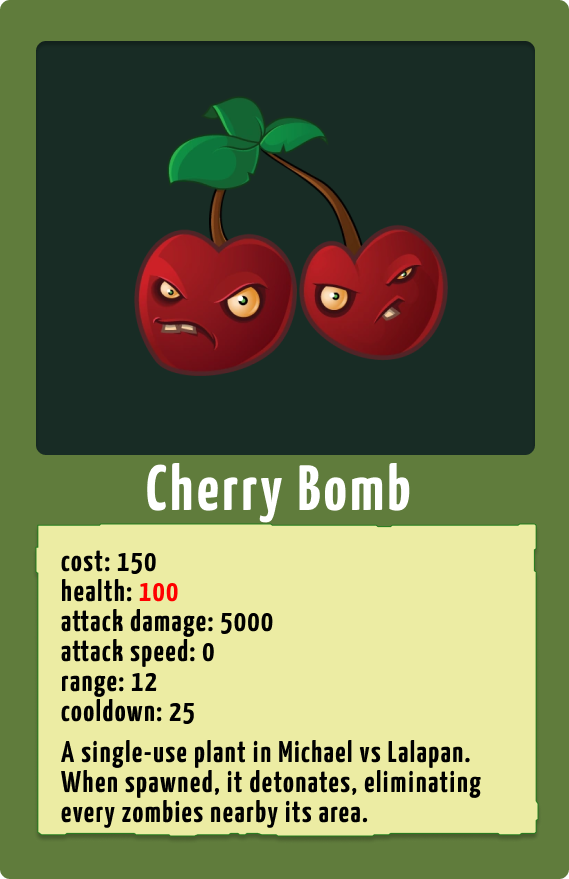 Cherry Bomb
cost: 150
health: 100
attack damage: 5000
attack speed: 0
range: 12
cooldown: 25
A single-use plant in Michael vs Lalapan.
When spawned, it detonates, eliminating
every zombies nearby its area.